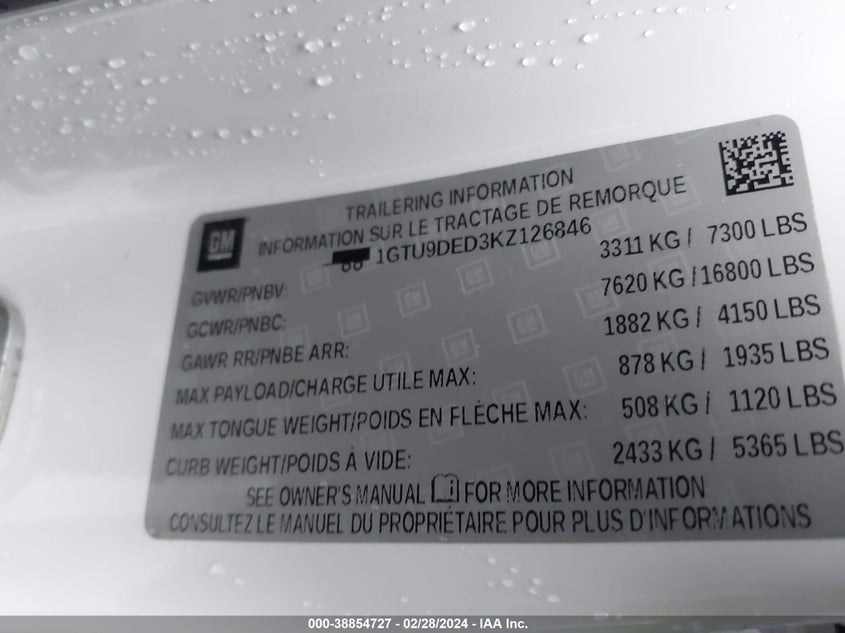 GM
TRAILERING INFORMATION
INFORMATION SUR LE TRACTAGE DE REMORQUE
1GTU9DED3KZ126846
GVWR/PNBV: 3311 KG / 7300 LBS
GCWR/PNBC: 7620 KG /16800 LBS
GAWR RR/PNBE ARR: 1882 KG / 4150 LBS
MAX PAYLOAD/CHARGE UTILE MAX: 878 KG / 1935 LBS
MAX TONGUE WEIGHT/POIDS EN FLÈCHE MAX: 508 KG / 1120 LBS
CURB WEIGHT/POIDS À VIDE: 2433 KG / 5365 LBS
SEE OWNER'S MANUAL FOR MORE INFORMATION
CONSULTEZ LE MANUEL DU PROPRIÉTAIRE POUR PLUS D'INFORMATIONS
000-38854727 - 02/28/2024 - IAA Inc.